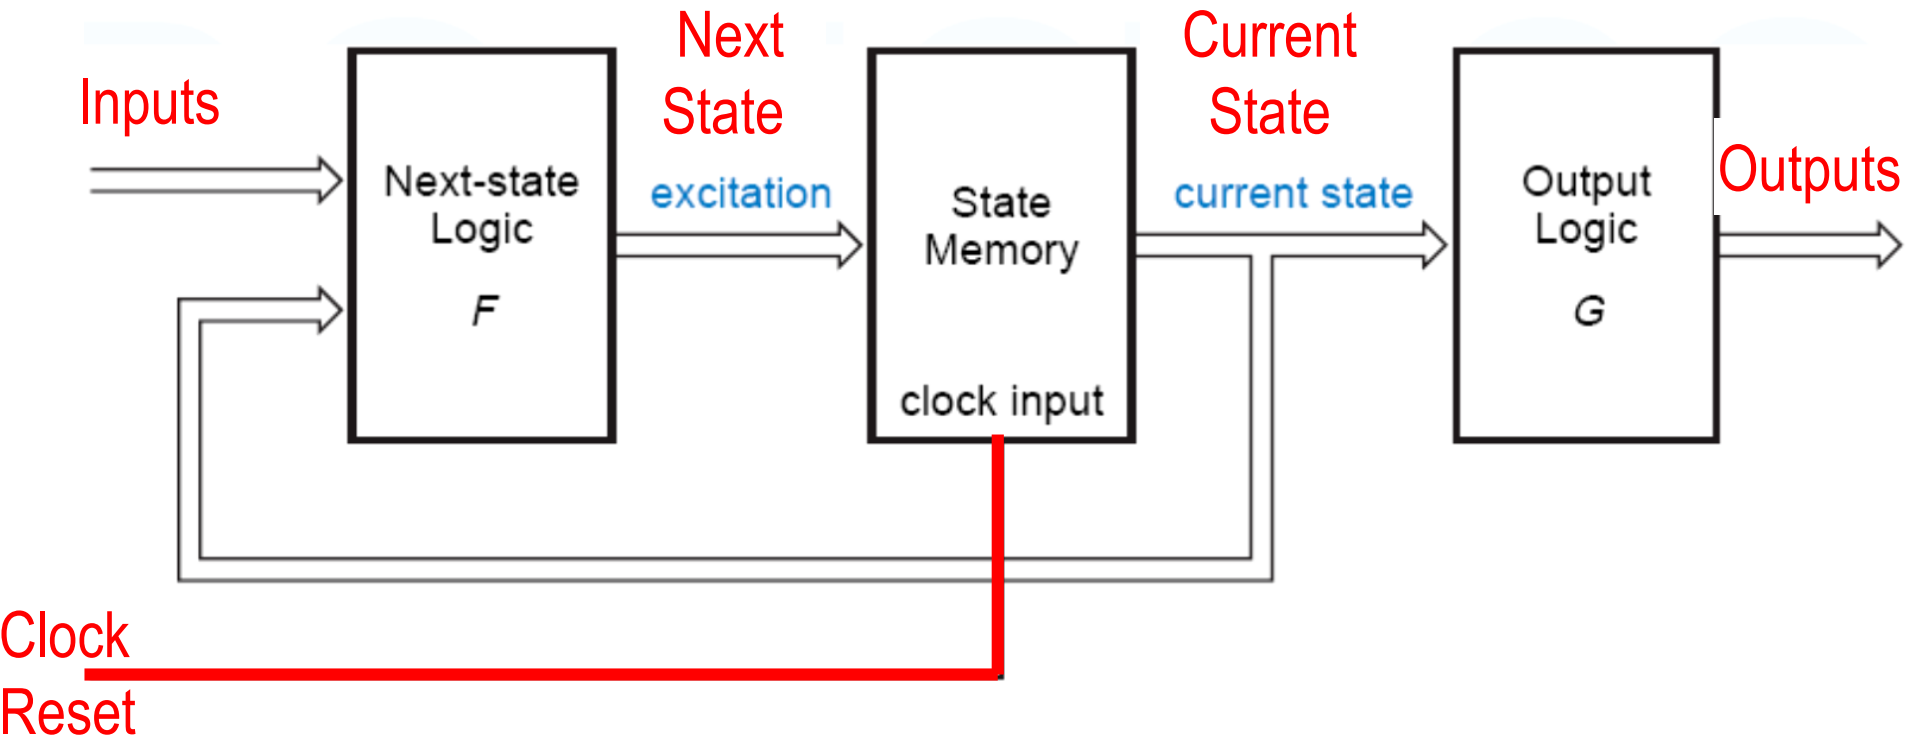 Inputs
Next-state
Logic
F
Next
State
excitation
State
Memory
clock input
Current
State
current state
Output
Logic
G
Outputs
Clock
Reset